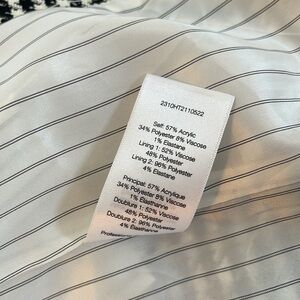 2310HT2110522
Self: 57% Acrylic
34% Polyester 8% Viscose
1% Elastane
Lining 1: 52% Viscose
48% Polyester
Lining 2: 96% Polyester
4% Elastane
Principal: 57% Acrylique
34% Polyester 8% Viscose
1% Elasthanne
Doublure 1: 52% Viscose
48% Polyester
Doublure 2: 96% Polyester
4% Elasthanne